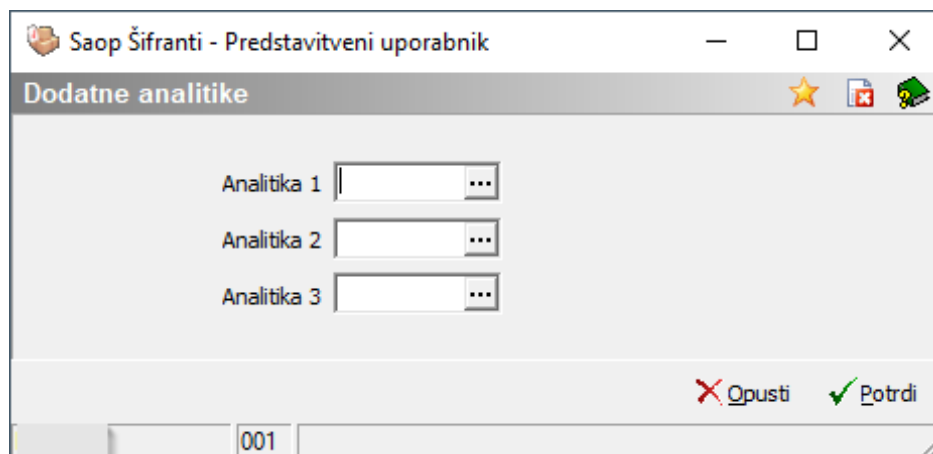 Saop Šifranti - Predstavitveni uporabnik
Dodatne analitike
Analitika 1
Analitika 2
Analitika 3
Opusti Potrdi
001